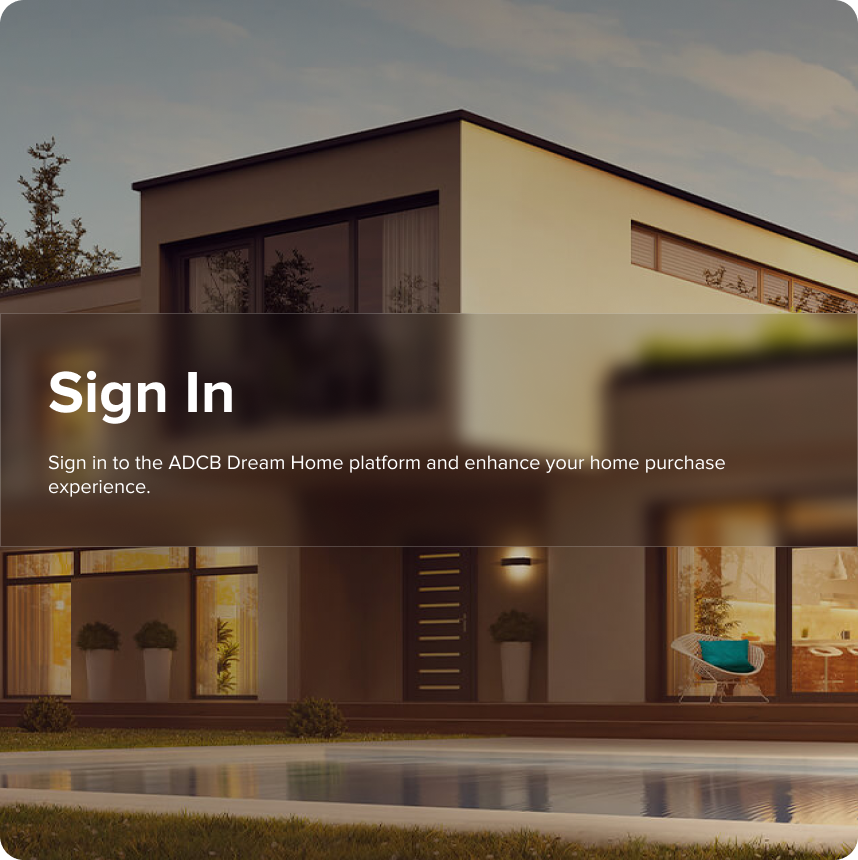 Sign In
Sign in to the ADCB Dream Home platform and enhance your home purchase
experience.